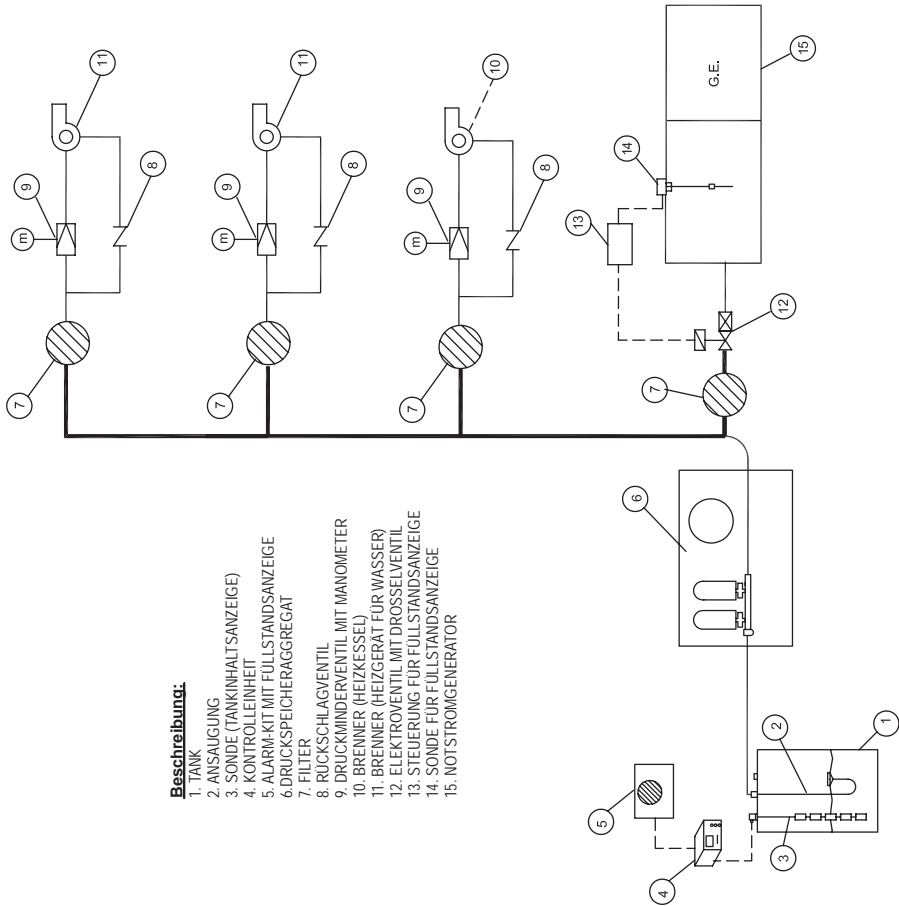 11
11
10
9
m
8
9
m
8
9
m
8
7
7
7
7
G.E.
15
14
13
12
6
5
4
3
2
1
Beschreibung:
1. TANK
2. ANSAUGUNG
3. SONDE (TANKINHALTSANZEIGE)
4. KONTROLLEINHEIT
5. ALARM-KIT MIT FÜLLSTANDSANZEIGE
6.DRUCKSPEICHERAGGREGAT
7. FILTER
8. RÜCKSCHLAGVENTIL
9. DRUCKMINDERVENTIL MIT MANOMETER
10. BRENNER (HEIZKESSEL)
11. BRENNER (HEIZGERÄT FÜR WASSER)
12. ELEKTROVENTIL MIT DROSSELVENTIL
13. STEUERUNG FÜR FÜLLSTANDSANZEIGE
14. SONDE FÜR FÜLLSTANDSANZEIGE
15. NOTSTROMGENERATOR